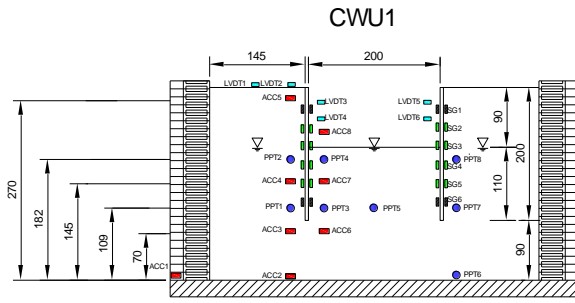 CWU1
145 200
LVDT1 LVDT2
ACC5 LVDT3 LVDT5 SG1
LVDT4 LVDT6 90
ACC8 SG2
SG3 200
270
PPT2 PPT4 PPT8
SG4
182 ACC4 ACC7 SG5 110
145 SG6
PPT1 PPT3 PPT5 PPT7
109
ACC3 ACC6
70 90
ACC1 ACC2 PPT6